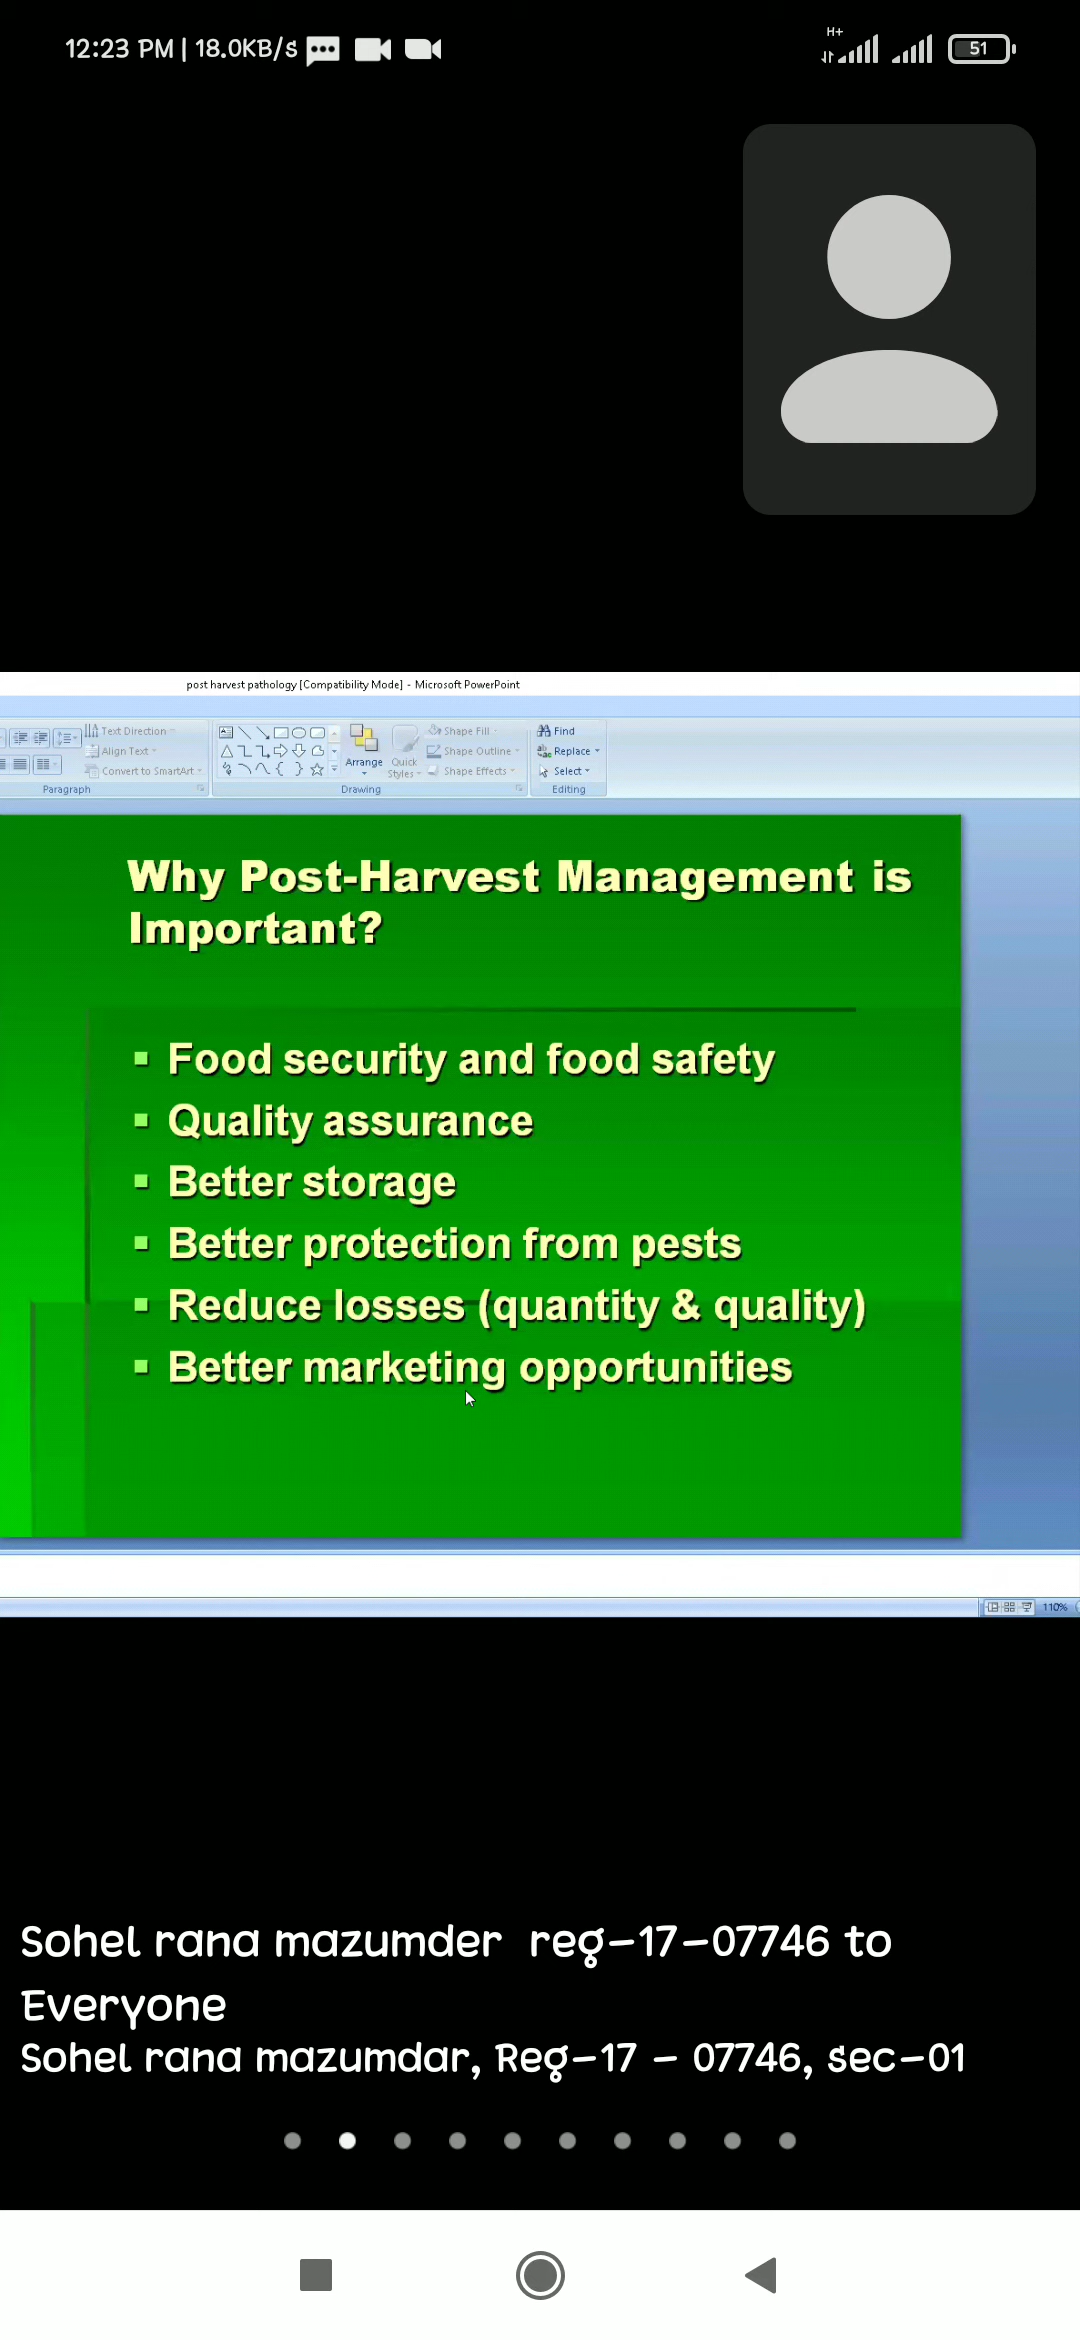 12:23 PM | 18.0KB/s
H+
51
post harvest pathology [Compatibility Mode] - Microsoft PowerPoint
Text Direction
Align Text
Convert to SmartArt
Paragraph
Arrange
Quick
Styles
Shape Fill
Shape Outline
Shape Effects
Drawing
Find
Replace
Select
Editing
Why Post-Harvest Management is
Important?
Food security and food safety
Quality assurance
Better storage
Better protection from pests
Reduce losses (quantity & quality)
Better marketing opportunities
110%
Sohel rana mazumder reg-17-07746 to
Everyone
Sohel rana mazumdar, Reg-17 - 07746, sec-01